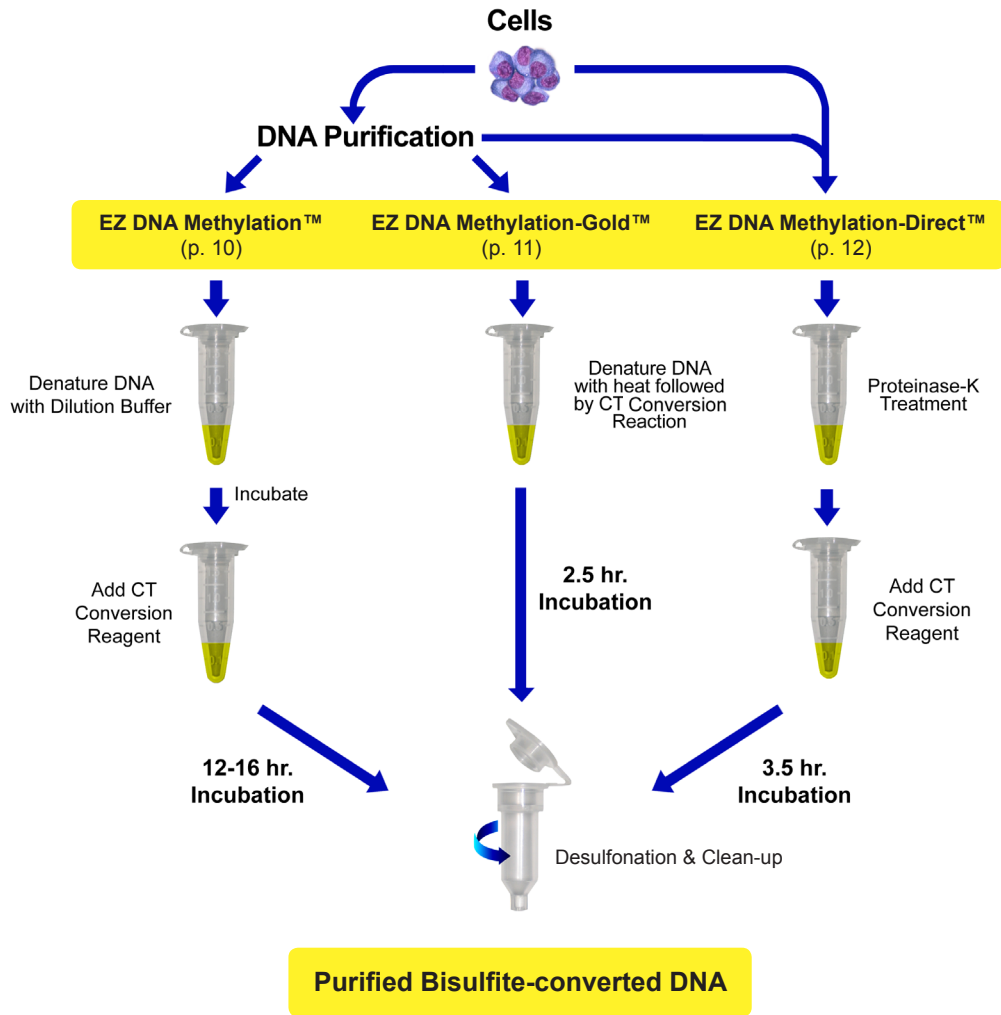 Cells
DNA Purification
EZ DNA Methylation™
(p. 10)
EZ DNA Methylation-Gold™
(p. 11)
EZ DNA Methylation-Direct™
(p. 12)
Denature DNA
with Dilution Buffer
Denature DNA
with heat followed
by CT Conversion
Reaction
Proteinase-K
Treatment
Incubate
Add CT
Conversion
Reagent
2.5 hr.
Incubation
Add CT
Conversion
Reagent
12-16 hr.
Incubation
3.5 hr.
Incubation
Desulfonation & Clean-up
Purified Bisulfite-converted DNA